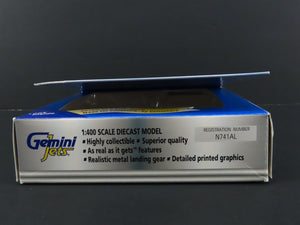 1:400 SCALE DIECAST MODEL
• Highly collectible • Superior quality
• As real as it gets™ Features
• Realistic metal landing gear • Detailed printed graphics
Gemini
Jets
REGISTRATION NUMBER
N741AL